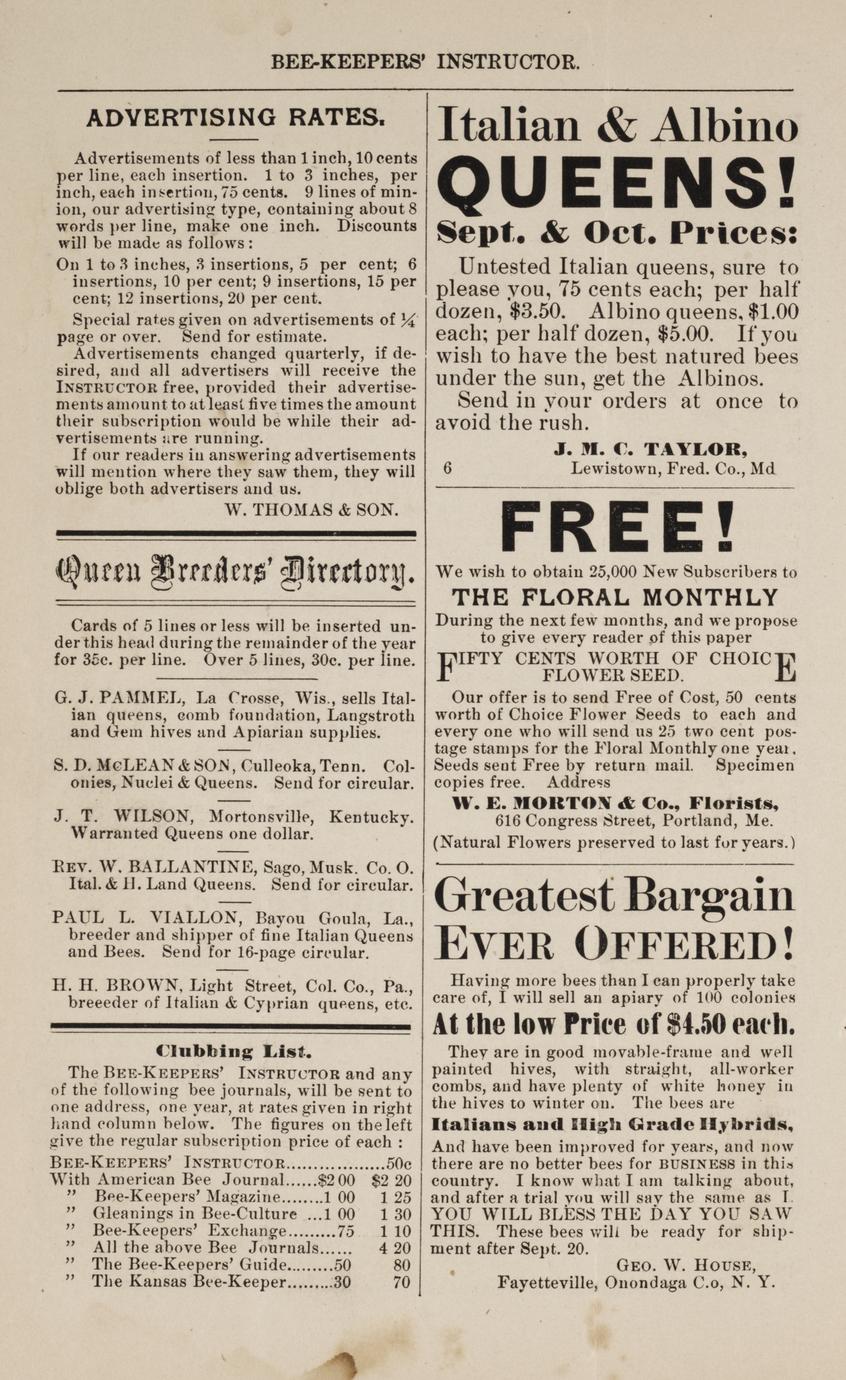 BEE-KEEPERS' INSTRUCTOR.
ADVERTISING RATES.
Advertisements of less than 1 inch, 10 cents
per line, each insertion. 1 to 3 inches, per
inch, each insertion, 75 cents. 9 lines of min-
ion, our advertising type, containing about 8
words per line, make one inch. Discounts
will be made as follows:
On 1 to 3 inches, 3 insertions, 5 per cent; 6
insertions, 10 per cent; 9 insertions, 15 per
cent; 12 insertions, 20 per cent.
Special rates given on advertisements of ¼
page or over. Send for estimate.
Advertisements changed quarterly, if de-
sired, and all advertisers will receive the
INSTRUCTOR free, provided their advertise-
ments amount to at least five times the amount
their subscription would be while their ad-
vertisements are running.
If our readers in answering advertisements
will mention where they saw them, they will
oblige both advertisers and us.
W. THOMAS & SON.
Queen Breeders' Directory.
Cards of 5 lines or less will be inserted un-
der this head during the remainder of the year
for 35c. per line. Over 5 lines, 30c. per line.
G. J. PAMMEL, La Crosse, Wis., sells Ital-
ian queens, comb foundation, Langstroth
and Gem hives and Apiarian supplies.
S. D. McLEAN & SON, Culleoka, Tenn. Col-
onies, Nuclei & Queens. Send for circular.
J. T. WILSON, Mortonsville, Kentucky.
Warranted Queens one dollar.
REV. W. BALLANTINE, Sago, Musk. Co. O.
Ital. & H. Land Queens. Send for circular.
PAUL L. VIALLON, Bayou Goula, La.,
breeder and shipper of fine Italian Queens
and Bees. Send for 16-page circular.
H. H. BROWN, Light Street, Col. Co., Pa.,
breeeder of Italian & Cyprian queens, etc.
Clubbing List.
The BEE-KEEPERS' INSTRUCTOR and any
of the following bee journals, will be sent to
one address, one year, at rates given in right
hand column below. The figures on the left
give the regular subscription price of each :
BEE-KEEPERS' INSTRUCTOR..................50c
With American Bee Journal......$2 00 $2 20
" Bee-Keepers' Magazine........1 00 1 25
" Gleanings in Bee-Culture ...1 00 1 30
" Bee-Keepers' Exchange.........75 1 10
" All the above Bee Journals...... 4 20
" The Bee-Keepers' Guide........50 80
" The Kansas Bee-Keeper.........30 70
Italian & Albino
QUEENS!
Sept. & Oct. Prices:
Untested Italian queens, sure to
please you, 75 cents each; per half
dozen, $3.50. Albino queens, $1.00
each; per half dozen, $5.00. If you
wish to have the best natured bees
under the sun, get the Albinos.
Send in your orders at once to
avoid the rush.
J. M. C. TAYLOR,
6 Lewistown, Fred. Co., Md
FREE!
We wish to obtain 25,000 New Subscribers to
THE FLORAL MONTHLY
During the next few months, and we propose
to give every reader of this paper
FIFTY CENTS WORTH OF CHOICE
FLOWER SEED.
Our offer is to send Free of Cost, 50 cents
worth of Choice Flower Seeds to each and
every one who will send us 25 two cent pos-
tage stamps for the Floral Monthly one year.
Seeds sent Free by return mail. Specimen
copies free. Address
W. E. MORTON & Co., Florists,
616 Congress Street, Portland, Me.
(Natural Flowers preserved to last for years.)
Greatest Bargain
EVER OFFERED!
Having more bees than I can properly take
care of, I will sell an apiary of 100 colonies
At the low Price of $4.50 each.
They are in good movable-frame and well
painted hives, with straight, all-worker
combs, and have plenty of white honey in
the hives to winter on. The bees are
Italians and High Grade Hybrids,
And have been improved for years, and now
there are no better bees for BUSINESS in this
country. I know what I am talking about,
and after a trial you will say the same as I.
YOU WILL BLESS THE DAY YOU SAW
THIS. These bees will be ready for ship-
ment after Sept. 20.
GEO. W. HOUSE,
Fayetteville, Onondaga C.o, N. Y.